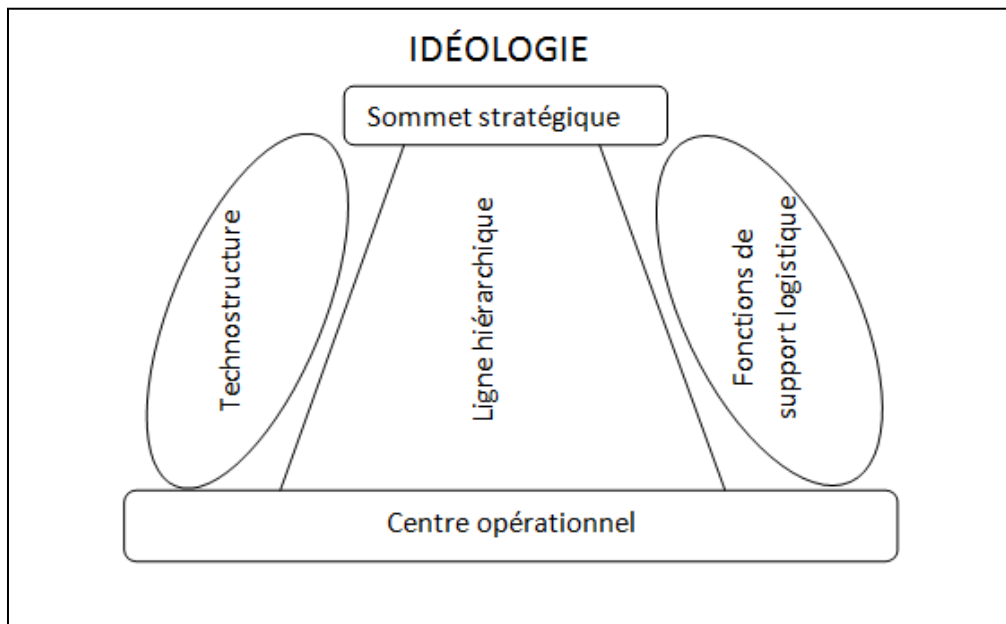 IDÉOLOGIE
Sommet stratégique
Technostructure
Ligne hiérarchique
Fonctions de
support logistique
Centre opérationnel